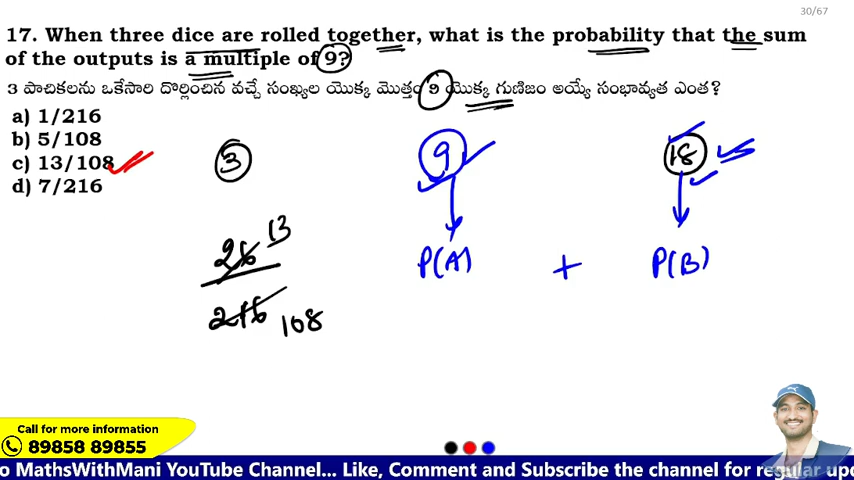 30/67
17. When three dice are rolled together, what is the probability that the sum
of the outputs is a multiple of 9?
3 పాచికలను ఒకేసారి దొర్లించిన వచ్చే సంఖ్యల యొక్క మొత్తం 9 యొక్క గుణిజం అయ్యే సంభావ్యత ఎంత?
a) 1/216
b) 5/108
c) 13/108
d) 7/216
3 9 18
26 13
216 108
P(A) + P(B)
Call for more information
89858 89855
o MathsWithMani YouTube Channel... Like, Comment and Subscribe the channel for regular upd